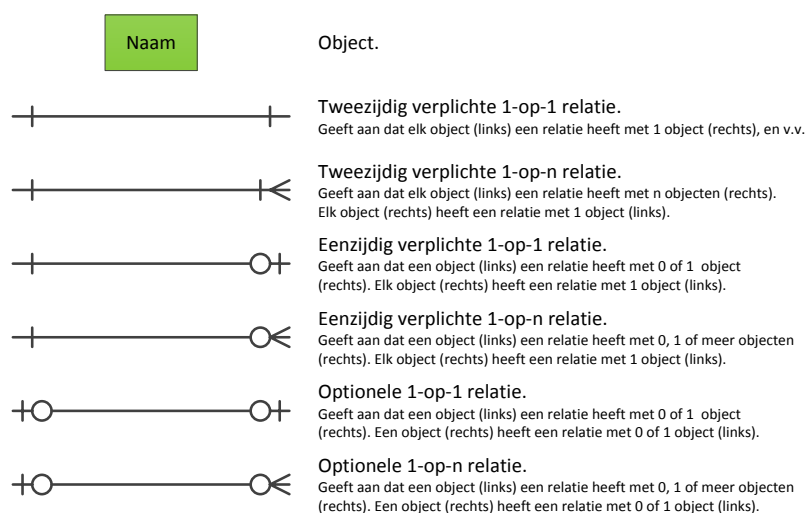 Naam
Object.
Tweezijdig verplichte 1-op-1 relatie.
Geeft aan dat elk object (links) een relatie heeft met 1 object (rechts), en v.v.
Tweezijdig verplichte 1-op-n relatie.
Geeft aan dat elk object (links) een relatie heeft met n objecten (rechts).
Elk object (rechts) heeft een relatie met 1 object (links).
Eenzijdig verplichte 1-op-1 relatie.
Geeft aan dat een object (links) een relatie heeft met 0 of 1 object
(rechts). Elk object (rechts) heeft een relatie met 1 object (links).
Eenzijdig verplichte 1-op-n relatie.
Geeft aan dat een object (links) een relatie heeft met 0, 1 of meer objecten
(rechts). Elk object (rechts) heeft een relatie met 1 object (links).
Optionele 1-op-1 relatie.
Geeft aan dat een object (links) een relatie heeft met 0 of 1 object
(rechts). Een object (rechts) heeft een relatie met 0 of 1 object (links).
Optionele 1-op-n relatie.
Geeft aan dat een object (links) een relatie heeft met 0, 1 of meer objecten
(rechts). Een object (rechts) heeft een relatie met 0 of 1 object (links).